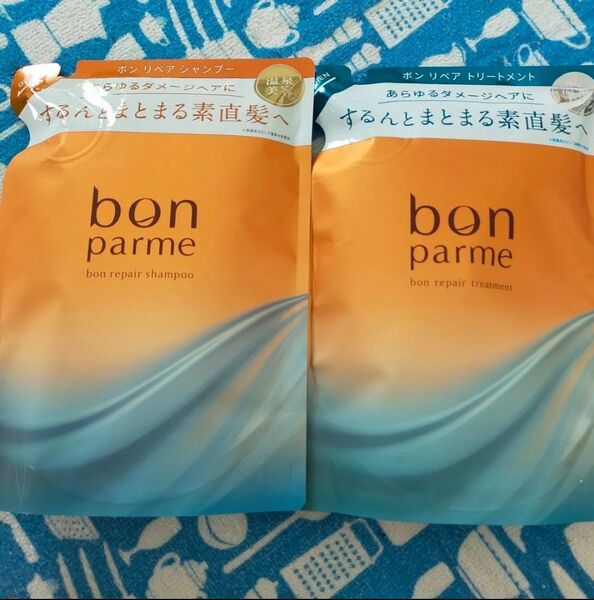 ボン リペア シャンプー
あらゆるダメージヘアに
するんとまとまる素直髪へ
温泉
美容
bon
parme
bon repair shampoo
ボン リペア トリートメント
あらゆるダメージヘアに
するんとまとまる素直髪へ
bon
parme
bon repair treatment